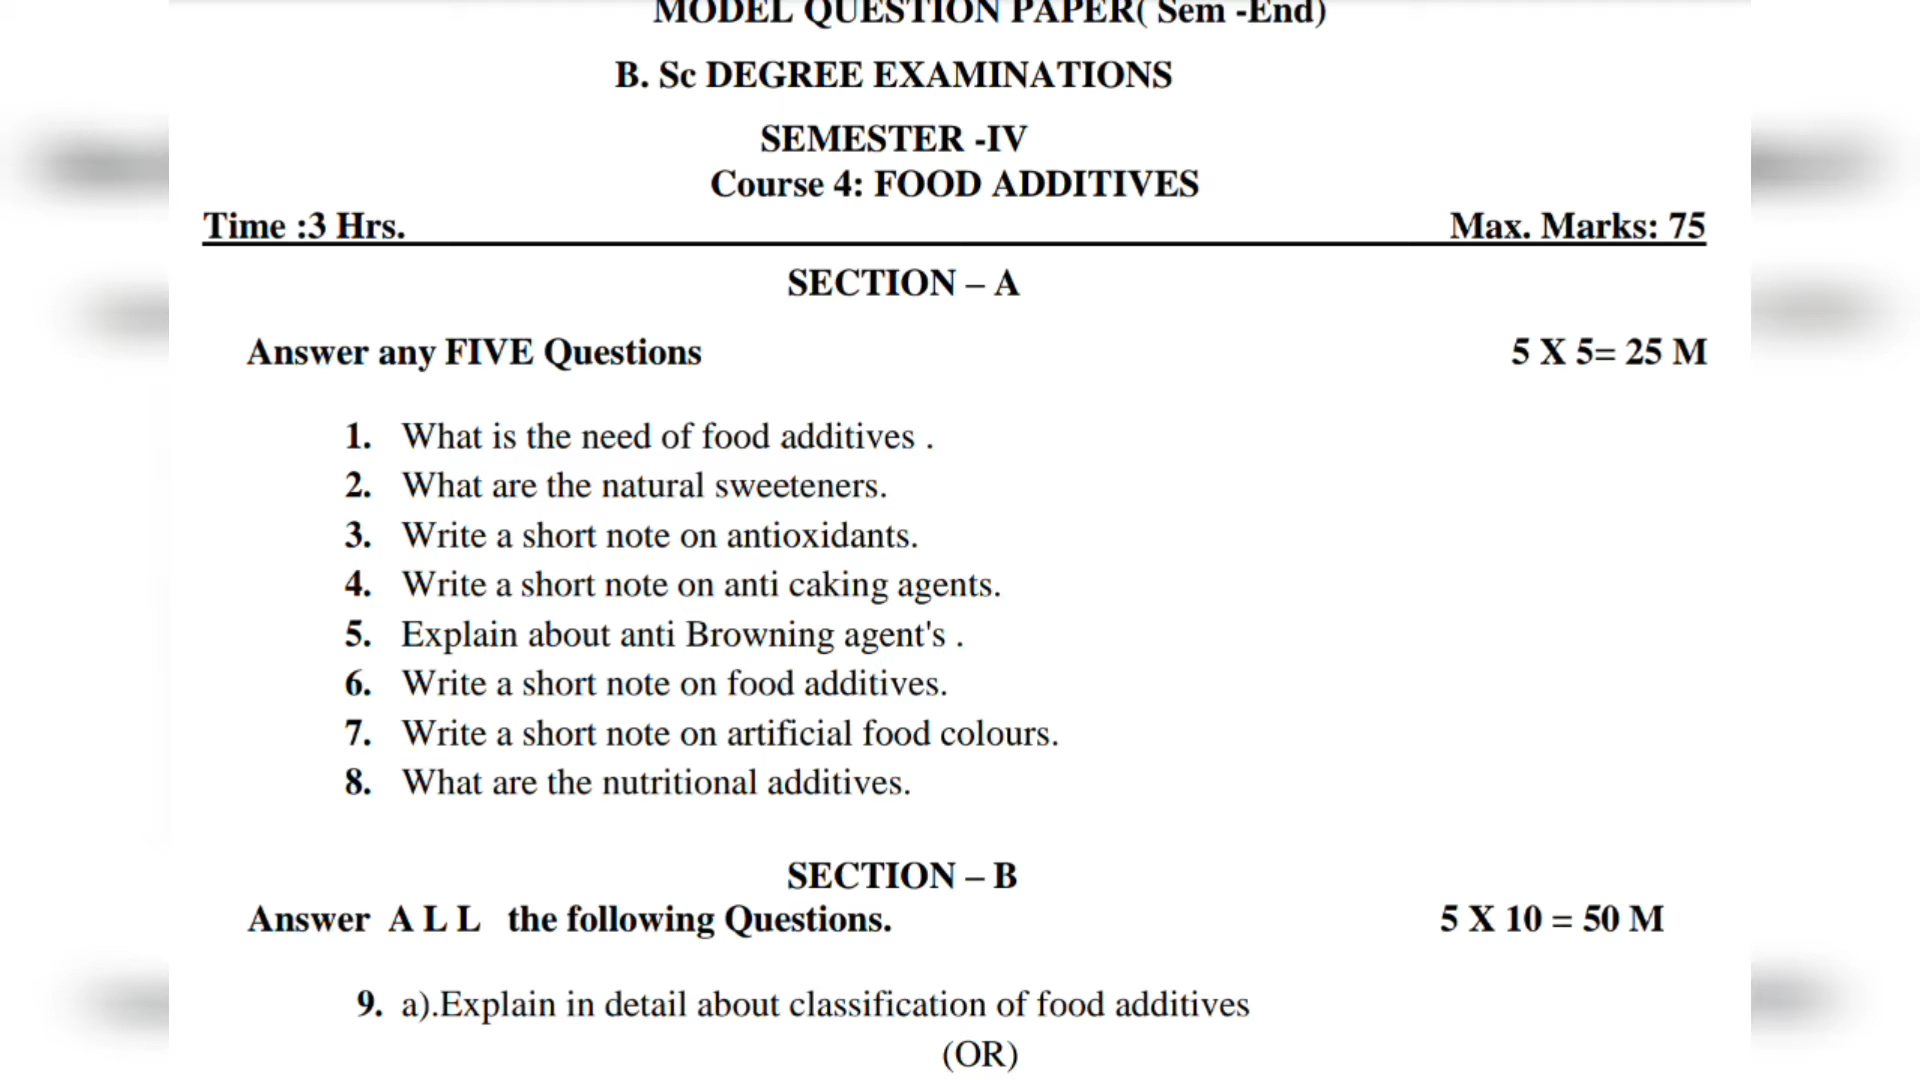 MODEL QUESTION PAPER( Sem -End)
B. Sc DEGREE EXAMINATIONS
SEMESTER -IV
Course 4: FOOD ADDITIVES
Time :3 Hrs. Max. Marks: 75
SECTION – A
Answer any FIVE Questions 5 X 5= 25 M
1. What is the need of food additives .
2. What are the natural sweeteners.
3. Write a short note on antioxidants.
4. Write a short note on anti caking agents.
5. Explain about anti Browning agent's .
6. Write a short note on food additives.
7. Write a short note on artificial food colours.
8. What are the nutritional additives.
SECTION – B
Answer A L L the following Questions. 5 X 10 = 50 M
9. a).Explain in detail about classification of food additives
(OR)